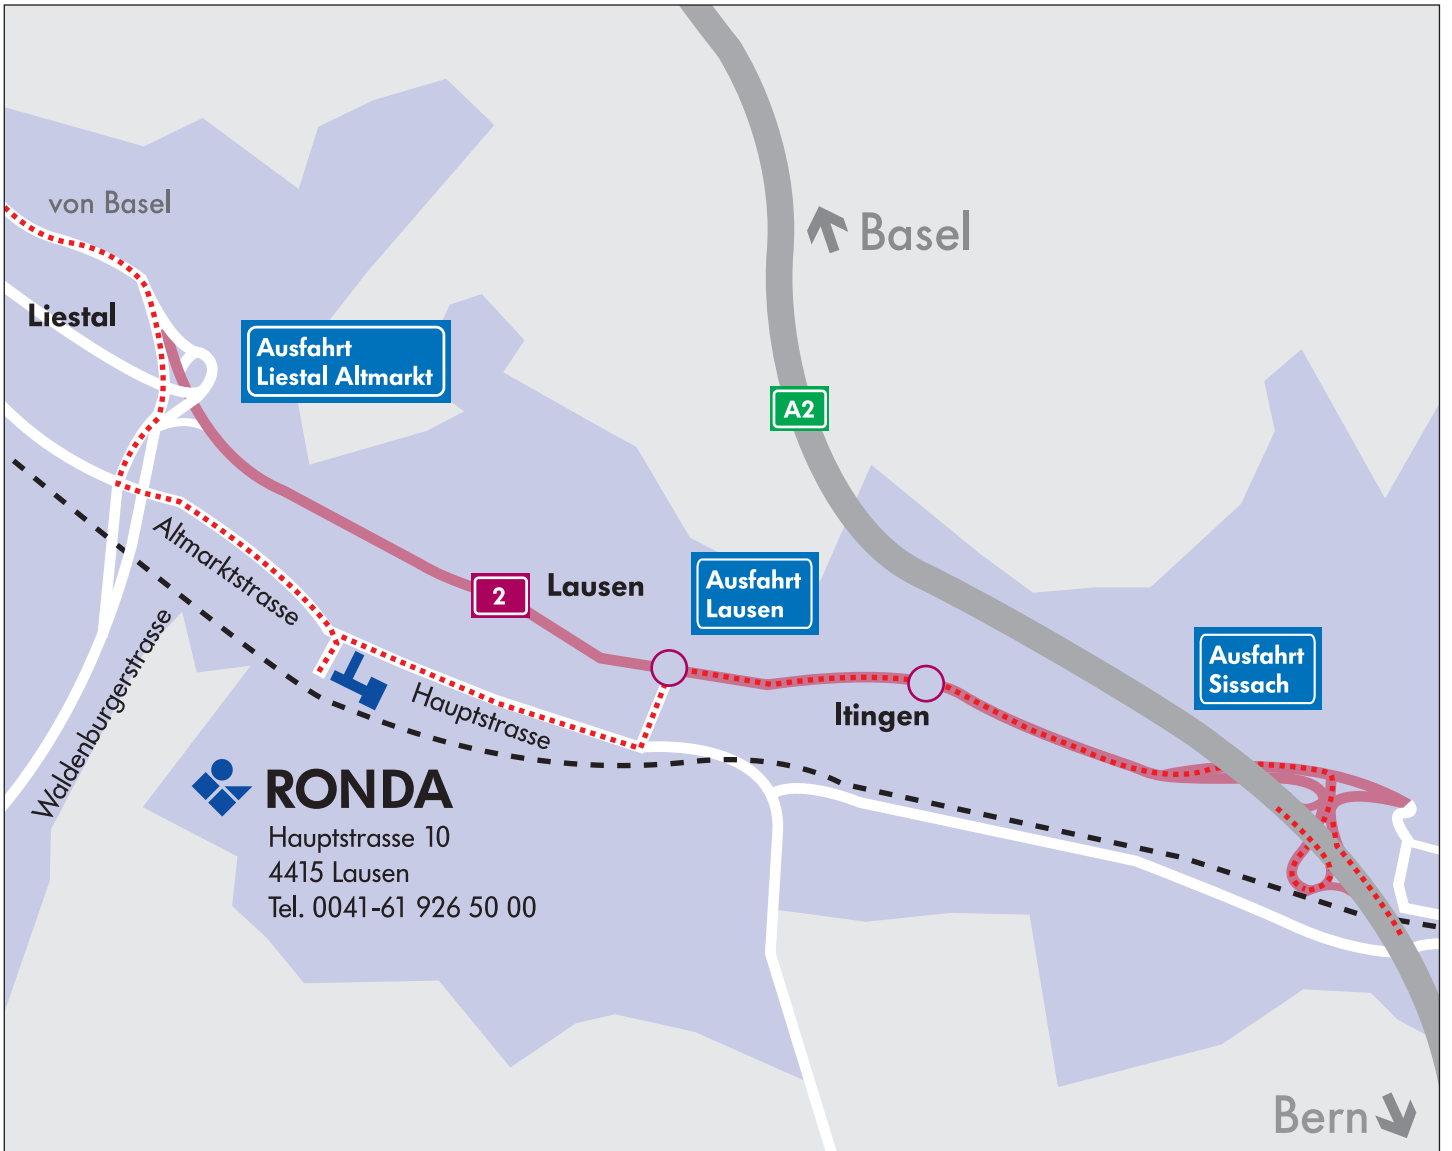 von Basel
Basel
Liestal
Ausfahrt
Liestal Altmarkt
A2
Altmarktstrasse
2
Lausen
Ausfahrt
Lausen
Ausfahrt
Sissach
Waldenburgerstrasse
Hauptstrasse
Itingen
RONDA
Hauptstrasse 10
4415 Lausen
Tel. 0041-61 926 50 00
Bern